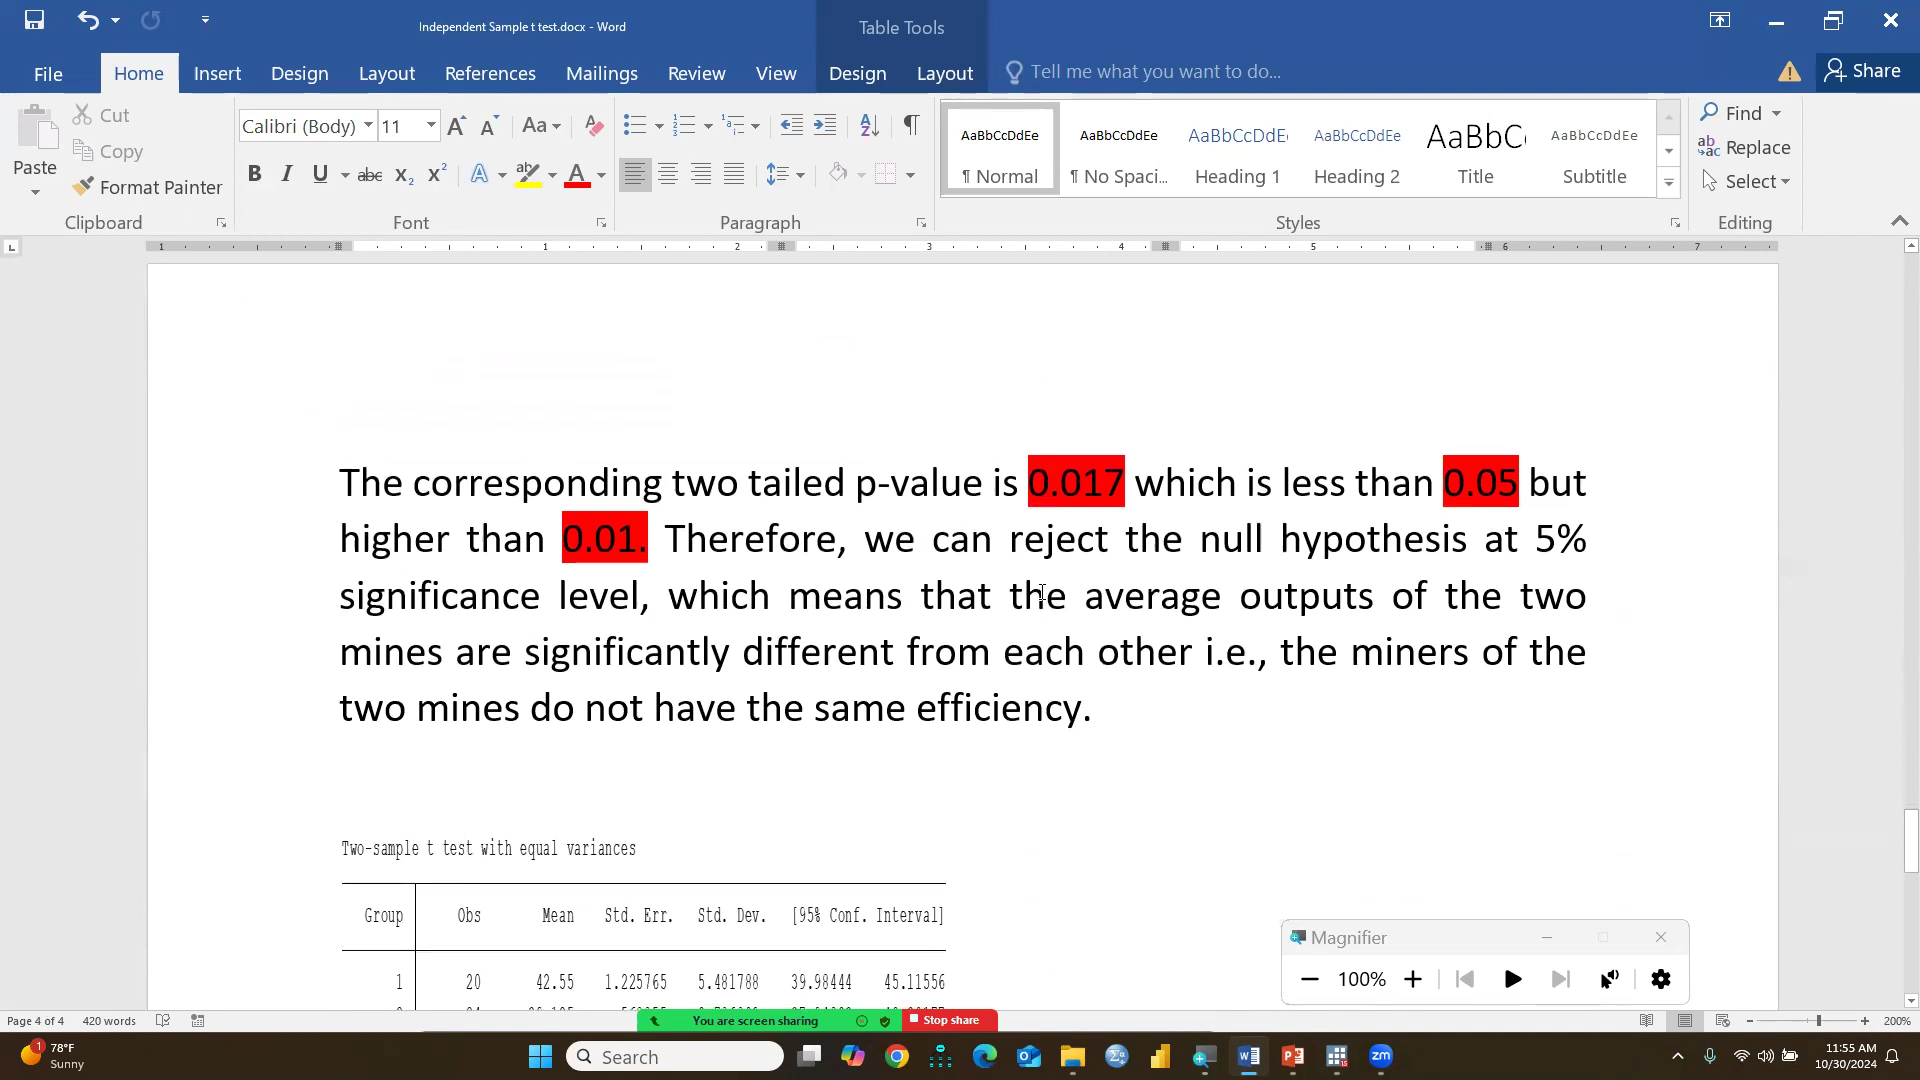 Independent Sample t test.docx - Word
Table Tools
File Home Insert Design Layout References Mailings Review View Design Layout Tell me what you want to do... Share
Paste
Cut
Copy
Format Painter
Clipboard
Calibri (Body) 11
Font
Paragraph
AaBbCcDdEe AaBbCcDdEe AaBbCcDdE AaBbCcDdEe AaBbC AaBbCcDdEe
¶ Normal ¶ No Spaci... Heading 1 Heading 2 Title Subtitle
Styles
Find
Replace
Select
Editing
1 1 2 3 4 5 6 7
The corresponding two tailed p-value is 0.017 which is less than 0.05 but
higher than 0.01. Therefore, we can reject the null hypothesis at 5%
significance level, which means that the average outputs of the two
mines are significantly different from each other i.e., the miners of the
two mines do not have the same efficiency.
Two-sample t test with equal variances
Group Obs Mean Std. Err. Std. Dev. [95% Conf. Interval]
1 20 42.55 1.225765 5.481788 39.98444 45.11556
Magnifier
100%
Page 4 of 4 420 words
You are screen sharing Stop share
200%
78°F
Sunny
Search
11:55 AM
10/30/2024